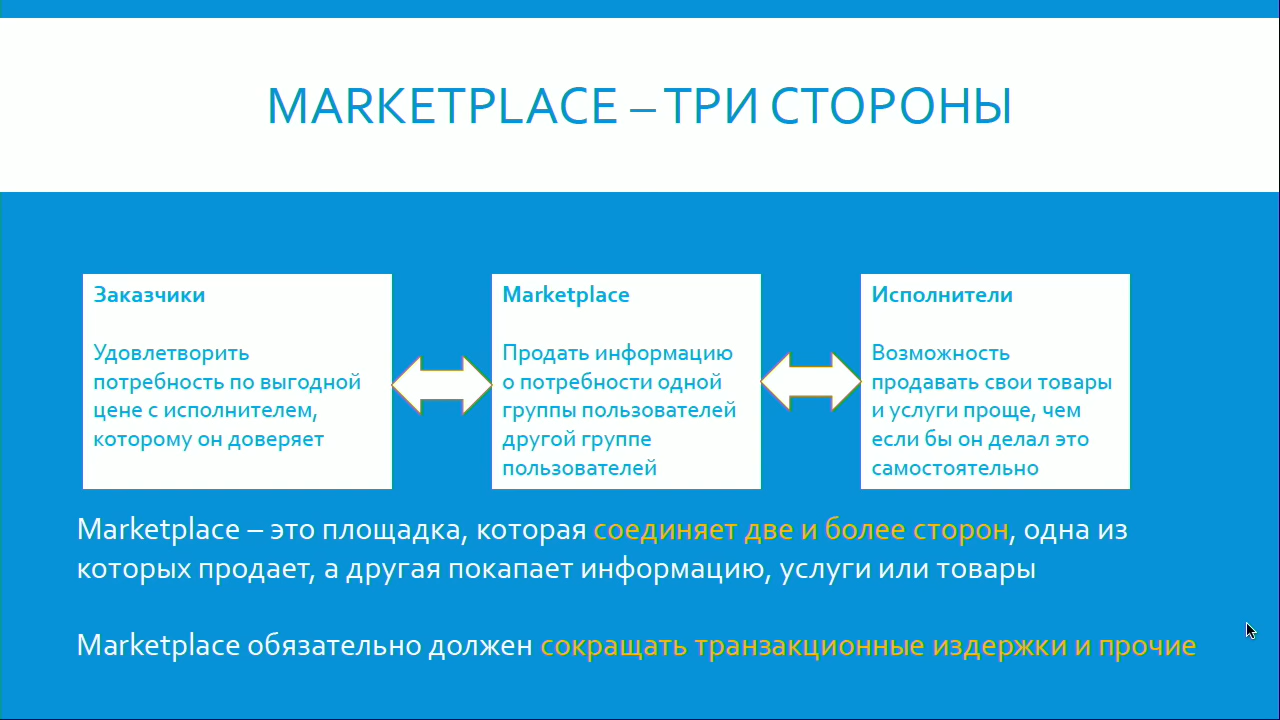 MARKETPLACE – ТРИ СТОРОНЫ
Заказчики
Удовлетворить
потребность по выгодной
цене с исполнителем,
которому он доверяет
Marketplace
Продать информацию
о потребности одной
группы пользователей
другой группе
пользователей
Исполнители
Возможность
продавать свои товары
и услуги проще, чем
если бы он делал это
самостоятельно
Marketplace – это площадка, которая соединяет две и более сторон, одна из
которых продает, а другая покапает информацию, услуги или товары
Marketplace обязательно должен сокращать транзакционные издержки и прочие